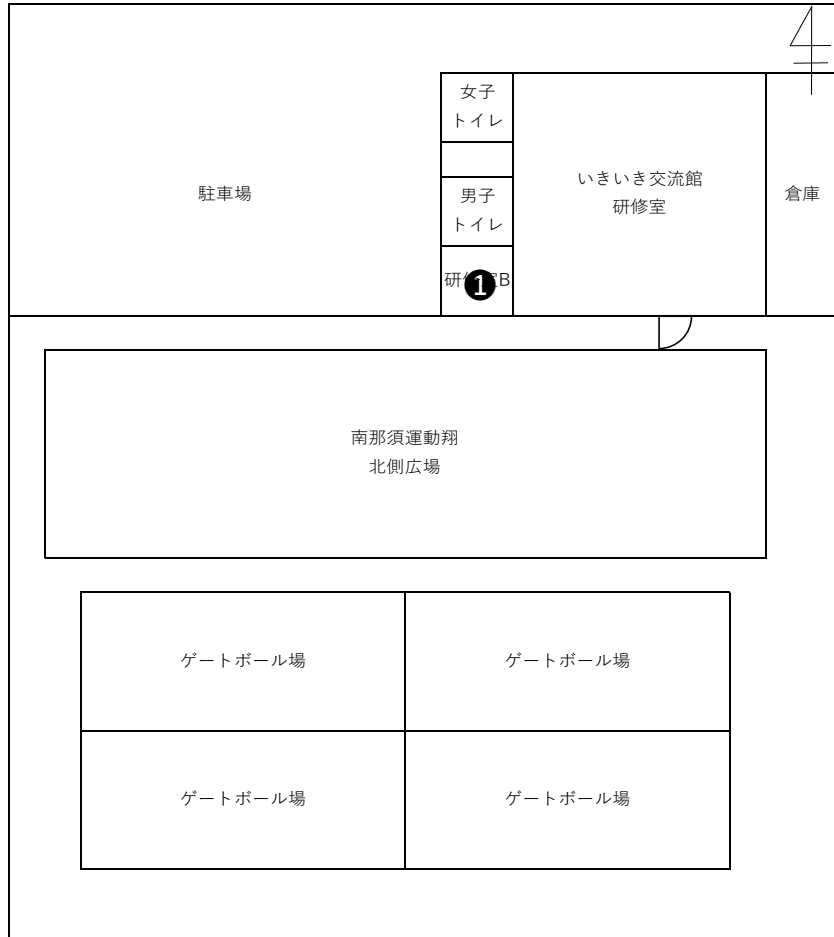 女子
トイレ
駐車場
男子
トイレ
いきいき交流館
研修室
倉庫
❶
南那須運動翔
北側広場
ゲートボール場
ゲートボール場
ゲートボール場
ゲートボール場